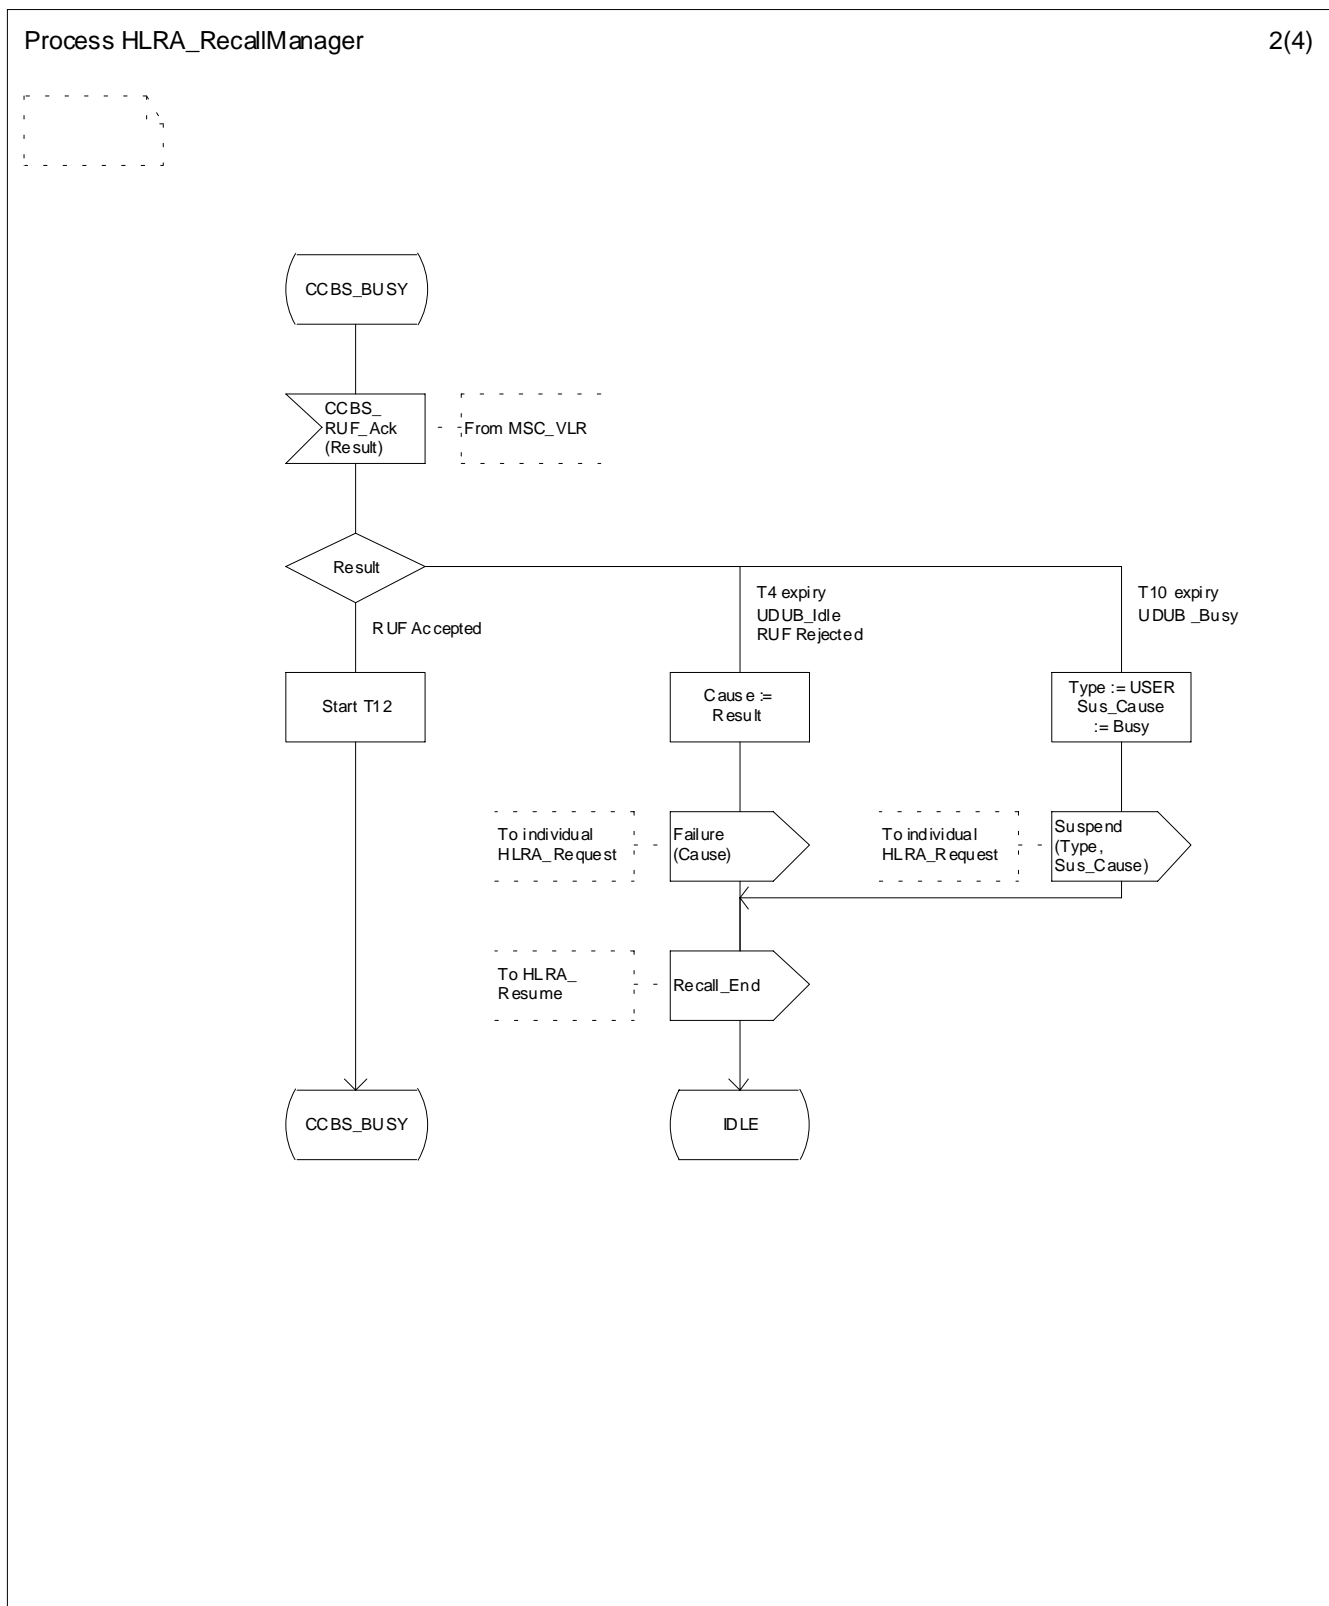 Process HLRA_RecallManager
2(4)
CCBS_BUSY
CCBS_
RUF_Ack
(Result)
From MSC_VLR
Result
RUF Accepted
T4 expiry
UDUB_Idle
RUF Rejected
T10 expiry
UDUB_Busy
Start T12
Cause :=
Result
Type := USER
Sus_Cause
:= Busy
To individual
HLRA_Request
Failure
(Cause)
To individual
HLRA_Request
Suspend
(Type,
Sus_Cause)
To HLRA_
Resume
Recall_End
CCBS_BUSY
IDLE